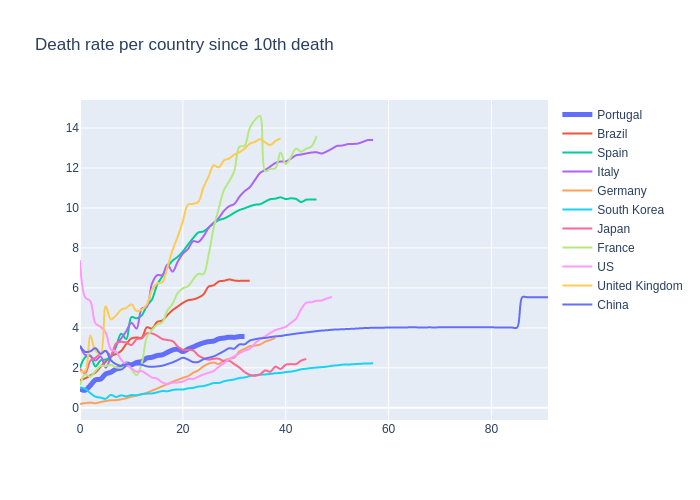 Death rate per country since 10th death
14
12
10
8
6
4
2
0
0 20 40 60 80
Portugal
Brazil
Spain
Italy
Germany
South Korea
Japan
France
US
United Kingdom
China